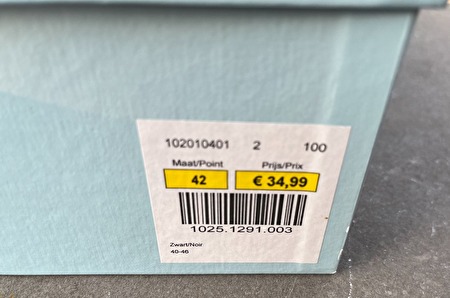 102010401 2 100
Maat/Point Prijs/Prix
42 € 34,99
1025.1291.003
Zwart/Noir
40-46